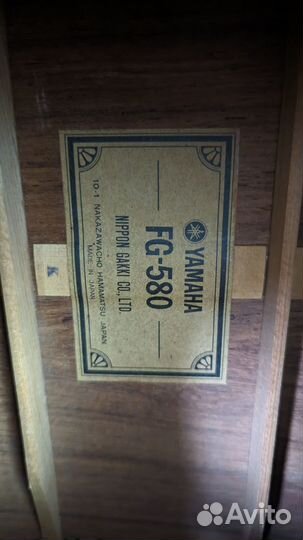 YAMAHA
FG-580
NIPPON GAKKI CO., LTD.
10-1 NAKAZAWACHO HAMAMATSU JAPAN
MADE IN JAPAN
Avito